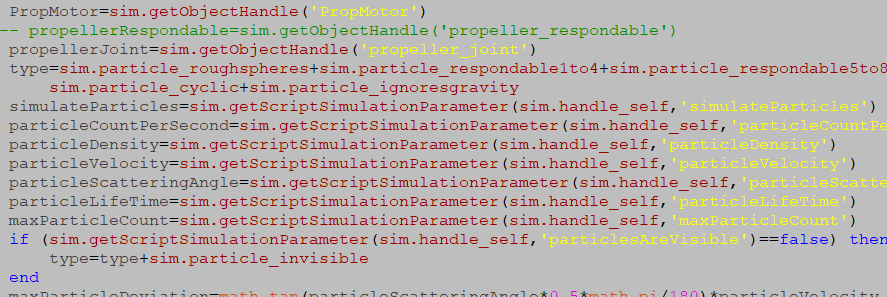 PropMotor=sim.getObjectHandle('PropMotor')
-- propellerRespondable=sim.getObjectHandle('propeller_respondable')
propellerJoint=sim.getObjectHandle('propeller_joint')
type=sim.particle_roughspheres+sim.particle_respondable1to4+sim.particle_respondable5to8
sim.particle_cyclic+sim.particle_ignoresgravity
simulateParticles=sim.getScriptSimulationParameter(sim.handle_self,'simulateParticles')
particleCountPerSecond=sim.getScriptSimulationParameter(sim.handle_self,'particleCountPe
particleDensity=sim.getScriptSimulationParameter(sim.handle_self,'particleDensity')
particleVelocity=sim.getScriptSimulationParameter(sim.handle_self,'particleVelocity')
particleScatteringAngle=sim.getScriptSimulationParameter(sim.handle_self,'particleScatte
particleLifeTime=sim.getScriptSimulationParameter(sim.handle_self,'particleLifeTime')
maxParticleCount=sim.getScriptSimulationParameter(sim.handle_self,'maxParticleCount')
if (sim.getScriptSimulationParameter(sim.handle_self,'particlesAreVisible')==false) then
type=type+sim.particle_invisible
end
maxParticleDeviation=math.tan(particleScatteringAngle*0.5*math.pi/180)*particleVelocity